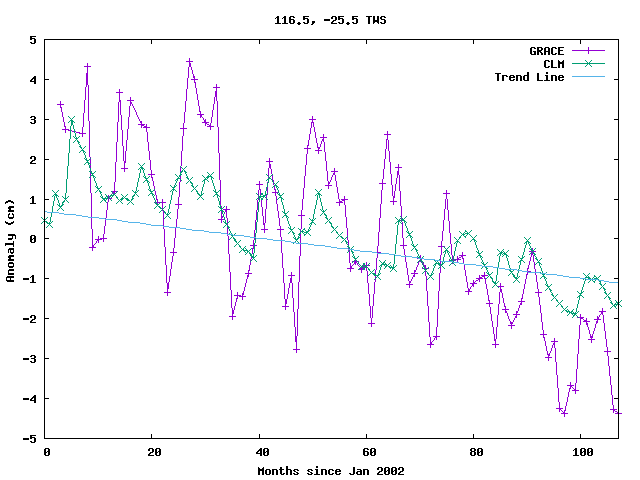 116.5, -25.5 TWS
GRACE
CLM
Trend Line
5
4
3
2
1
0
-1
-2
-3
-4
-5
Anomaly (cm)
0 20 40 60 80 100
Months since Jan 2002